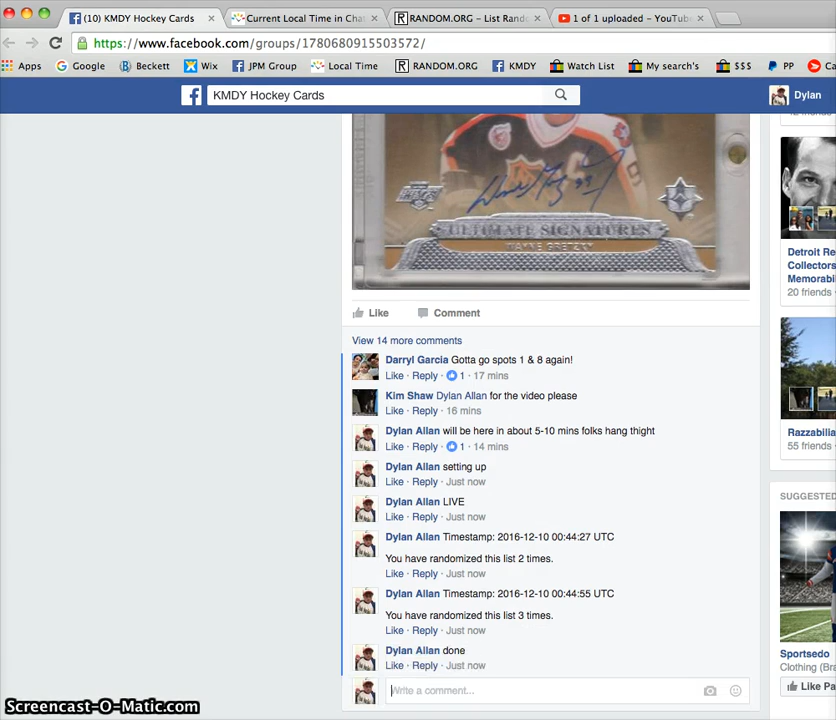 (10) KMDY Hockey Cards
Current Local Time in Cha
RANDOM.ORG - List Rando
1 of 1 uploaded - YouTube
https://www.facebook.com/groups/1780680915503572/
Apps Google Beckett Wix JPM Group Local Time RANDOM.ORG KMDY Watch List My search's $$$ PP Ca
KMDY Hockey Cards
Dylan
ULTIMATE SIGNATURES
WAYNE GRETZKY
Like Comment
View 14 more comments
Darryl Garcia Gotta go spots 1 & 8 again!
Like · Reply · 1 · 17 mins
Kim Shaw Dylan Allan for the video please
Like · Reply · 16 mins
Dylan Allan will be here in about 5-10 mins folks hang thight
Like · Reply · 1 · 14 mins
Dylan Allan setting up
Like · Reply · Just now
Dylan Allan LIVE
Like · Reply · Just now
Dylan Allan Timestamp: 2016-12-10 00:44:27 UTC
You have randomized this list 2 times.
Like · Reply · Just now
Dylan Allan Timestamp: 2016-12-10 00:44:55 UTC
You have randomized this list 3 times.
Like · Reply · Just now
Dylan Allan done
Like · Reply · Just now
Write a comment...
Detroit Re
Collectors
Memorabil
20 friends
Razzabilia
55 friends
SUGGESTED
Sportsedo
Clothing (Bra
Like Pa
Screencast-O-Matic.com